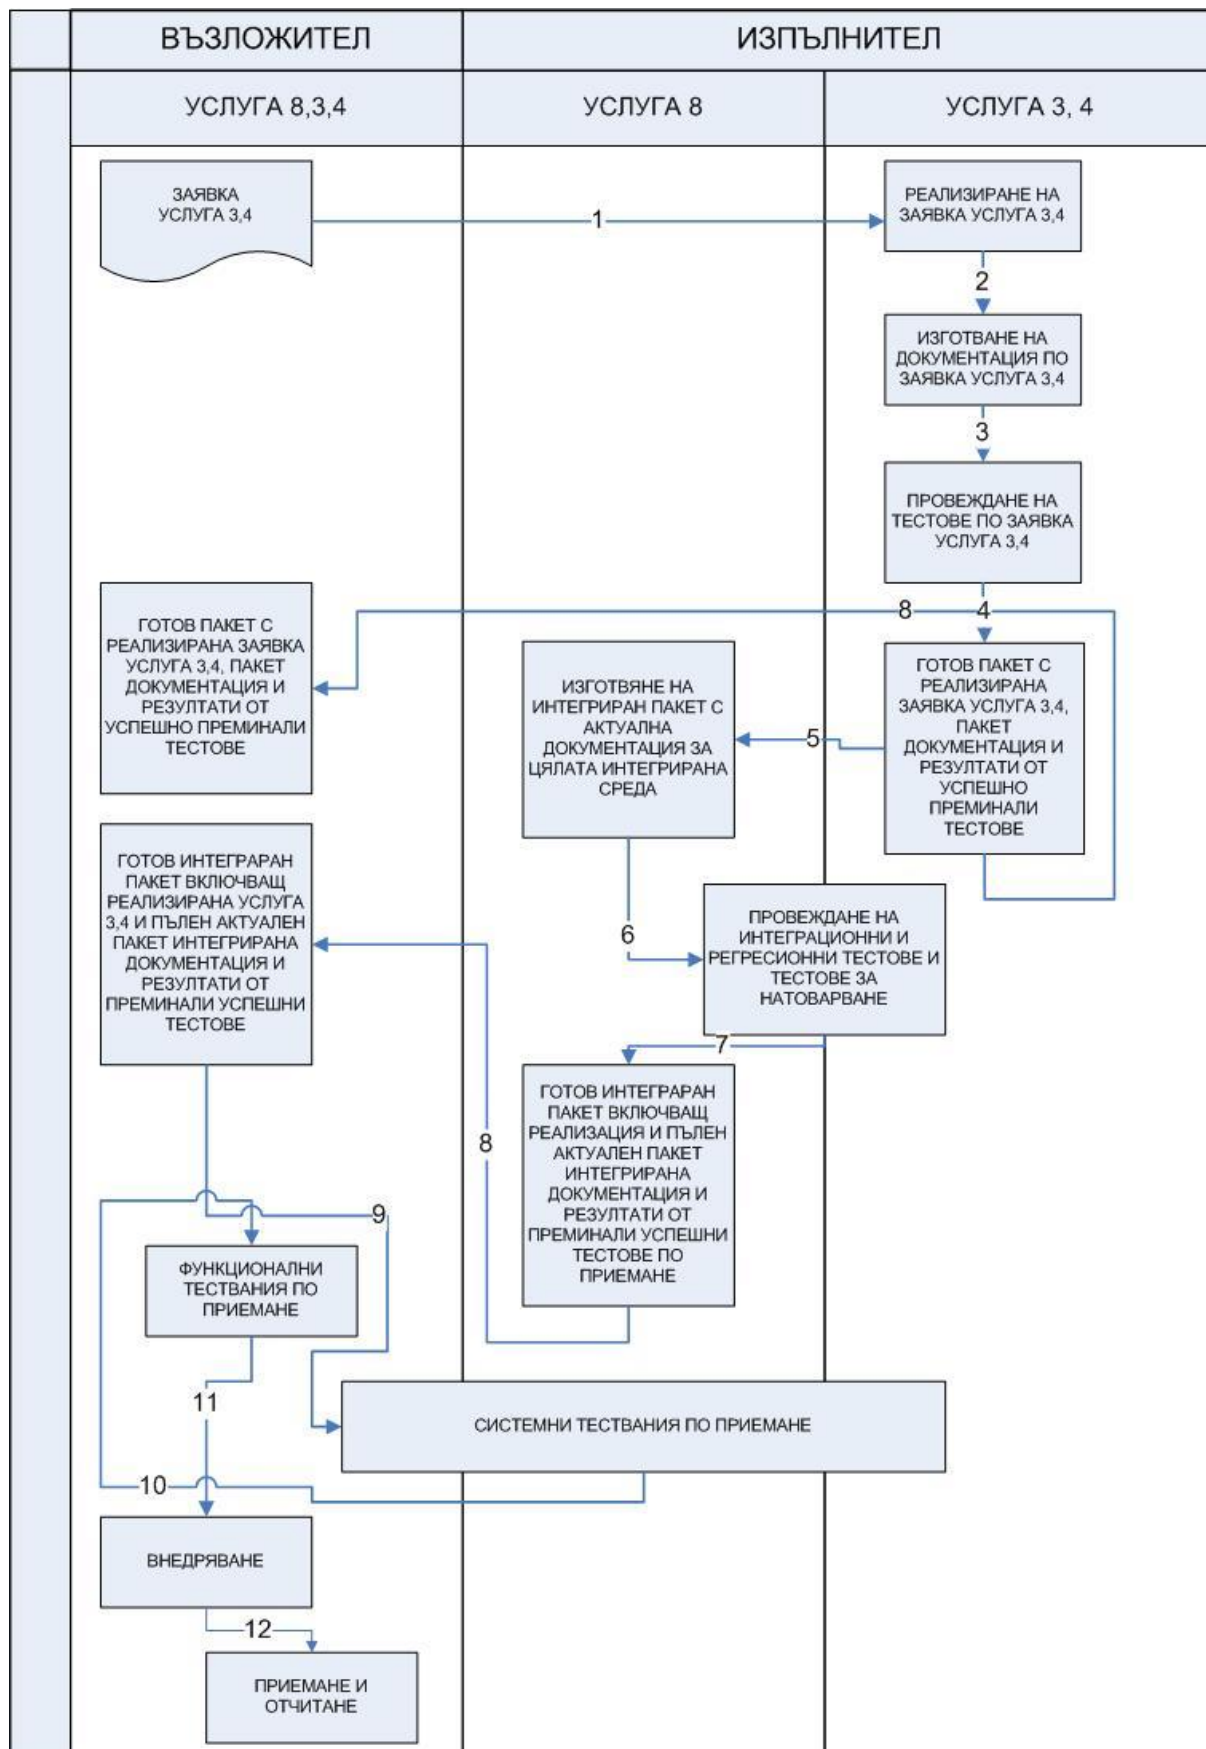 ВЪЗЛОЖИТЕЛ
ИЗПЪЛНИТЕЛ
УСЛУГА 8,3,4
УСЛУГА 8
УСЛУГА 3, 4
ЗАЯВКА
УСЛУГА 3,4
1
РЕАЛИЗИРАНЕ НА
ЗАЯВКА УСЛУГА 3,4
2
ИЗГОТВАНЕ НА
ДОКУМЕНТАЦИЯ ПО
ЗАЯВКА УСЛУГА 3,4
3
ПРОВЕЖДАНЕ НА
ТЕСТОВЕ ПО ЗАЯВКА
УСЛУГА 3,4
8
4
ГОТОВ ПАКЕТ С
РЕАЛИЗИРАНА ЗАЯВКА
УСЛУГА 3,4, ПАКЕТ
ДОКУМЕНТАЦИЯ И
РЕЗУЛТАТИ ОТ
УСПЕШНО ПРЕМИНАЛИ
ТЕСТОВЕ
ИЗГОТВЯНЕ НА
ИНТЕГРИРАН ПАКЕТ С
АКТУАЛНА
ДОКУМЕНТАЦИЯ ЗА
ЦЯЛАТА ИНТЕГРИРАНА
СРЕДА
5
ГОТОВ ПАКЕТ С
РЕАЛИЗИРАНА
ЗАЯВКА УСЛУГА 3,4,
ПАКЕТ
ДОКУМЕНТАЦИЯ И
РЕЗУЛТАТИ ОТ
УСПЕШНО
ПРЕМИНАЛИ
ТЕСТОВЕ
ГОТОВ ИНТЕГРАРАН
ПАКЕТ ВКЛЮЧВАЩ
РЕАЛИЗИРАНА УСЛУГА
3,4 И ПЪЛЕН АКТУАЛЕН
ПАКЕТ ИНТЕГРИРАНА
ДОКУМЕНТАЦИЯ И
РЕЗУЛТАТИ ОТ
ПРЕМИНАЛИ УСПЕШНИ
ТЕСТОВЕ
6
ПРОВЕЖДАНЕ НА
ИНТЕГРАЦИОННИ И
РЕГРЕСИОННИ ТЕСТОВЕ И
ТЕСТОВЕ ЗА
НАТОВАРВАНЕ
7
8
ГОТОВ ИНТЕГРАРАН
ПАКЕТ ВКЛЮЧВАЩ
РЕАЛИЗАЦИЯ И ПЪЛЕН
АКТУАЛЕН ПАКЕТ
ИНТЕГРИРАНА
ДОКУМЕНТАЦИЯ И
РЕЗУЛТАТИ ОТ
ПРЕМИНАЛИ УСПЕШНИ
ТЕСТОВЕ ПО
ПРИЕМАНЕ
9
ФУНКЦИОНАЛНИ
ТЕСТВАНИЯ ПО
ПРИЕМАНЕ
11
СИСТЕМНИ ТЕСТВАНИЯ ПО ПРИЕМАНЕ
10
ВНЕДРЯВАНЕ
12
ПРИЕМАНЕ И
ОТЧИТАНЕ